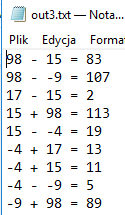 out3.txt — Nota...
Plik Edycja Format
98 - 15 = 83
98 - -9 = 107
17 - 15 = 2
15 + 98 = 113
15 - -4 = 19
-4 + 17 = 13
-4 + 15 = 11
-4 - -9 = 5
-9 + 98 = 89